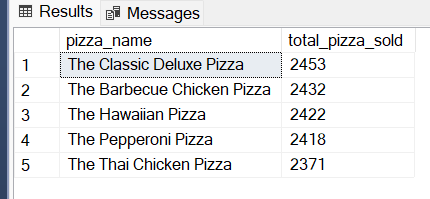 Results Messages
pizza_name total_pizza_sold
1 The Classic Deluxe Pizza 2453
2 The Barbecue Chicken Pizza 2432
3 The Hawaiian Pizza 2422
4 The Pepperoni Pizza 2418
5 The Thai Chicken Pizza 2371